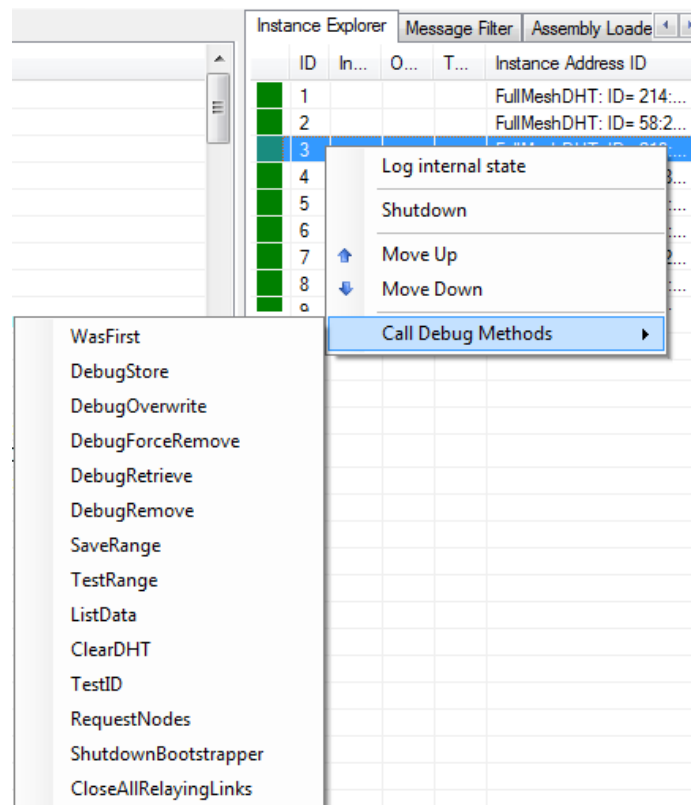 Instance Explorer Message Filter Assembly Loade
ID In... O... T... Instance Address ID
1 FullMeshDHT: ID= 214:...
2 FullMeshDHT: ID= 58:2...
3
4
5
6
7
8
Log internal state
Shutdown
Move Up
Move Down
Call Debug Methods
WasFirst
DebugStore
DebugOverwrite
DebugForceRemove
DebugRetrieve
DebugRemove
SaveRange
TestRange
ListData
ClearDHT
TestID
RequestNodes
ShutdownBootstrapper
CloseAllRelayingLinks